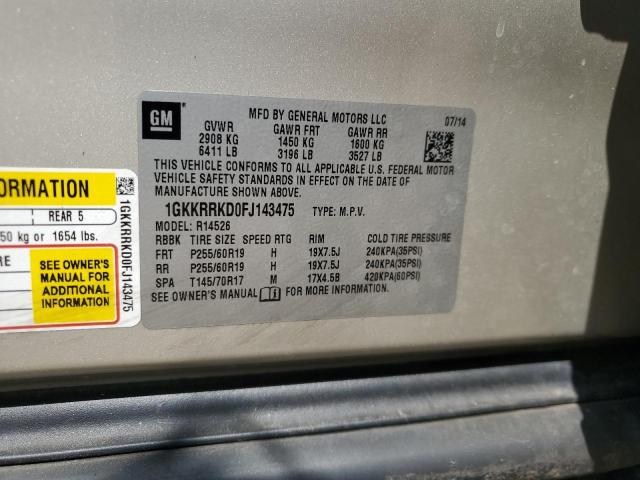 GM
MFD BY GENERAL MOTORS LLC 07/14
GVWR GAWR FRT GAWR RR
2908 KG 1450 KG 1600 KG
6411 LB 3196 LB 3527 LB
THIS VEHICLE CONFORMS TO ALL APPLICABLE U.S. FEDERAL MOTOR
VEHICLE SAFETY STANDARDS IN EFFECT ON THE DATE OF
MANUFACTURE SHOWN ABOVE.
1GKKRRKD0FJ143475 TYPE: M.P.V.
MODEL: R14526
RBBK TIRE SIZE SPEED RTG RIM COLD TIRE PRESSURE
FRT P255/60R19 H 19X7.5J 240KPA(35PSI)
RR P255/60R19 H 19X7.5J 240KPA(35PSI)
SPA T145/70R17 M 17X4.5B 420KPA(60PSI)
SEE OWNER'S MANUAL FOR MORE INFORMATION
ORMATION
REAR 5
50 kg or 1654 lbs.
RE
SEE OWNER'S
MANUAL FOR
ADDITIONAL
INFORMATION
1GKKRRKD0FJ143475